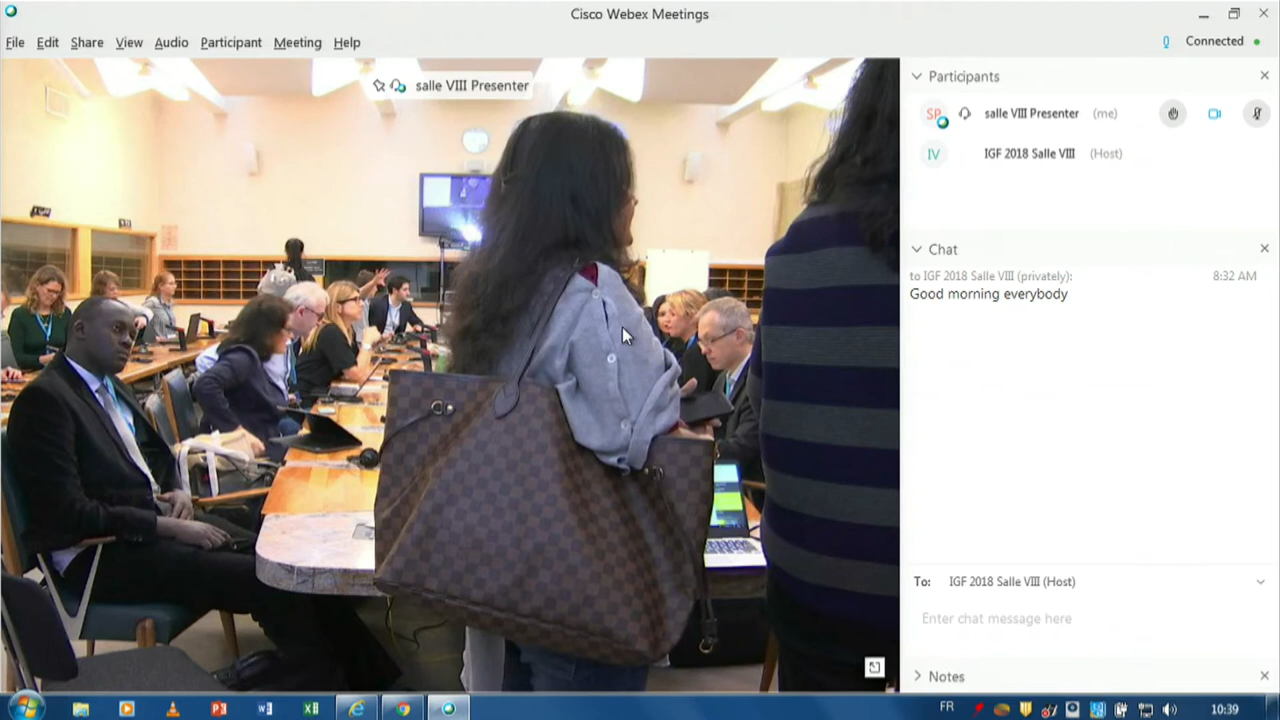 Cisco Webex Meetings
File Edit Share View Audio Participant Meeting Help
Connected
salle VIII Presenter
Participants
SP salle VIII Presenter (me)
IV IGF 2018 Salle VIII (Host)
Chat
to IGF 2018 Salle VIII (privately): 8:32 AM
Good morning everybody
To: IGF 2018 Salle VIII (Host)
Enter chat message here
Notes
FR 10:39